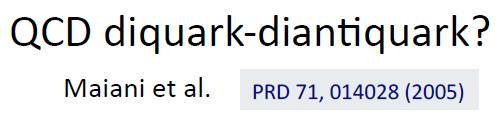 QCD diquark-diantiquark?
Maiani et al. PRD 71, 014028 (2005)